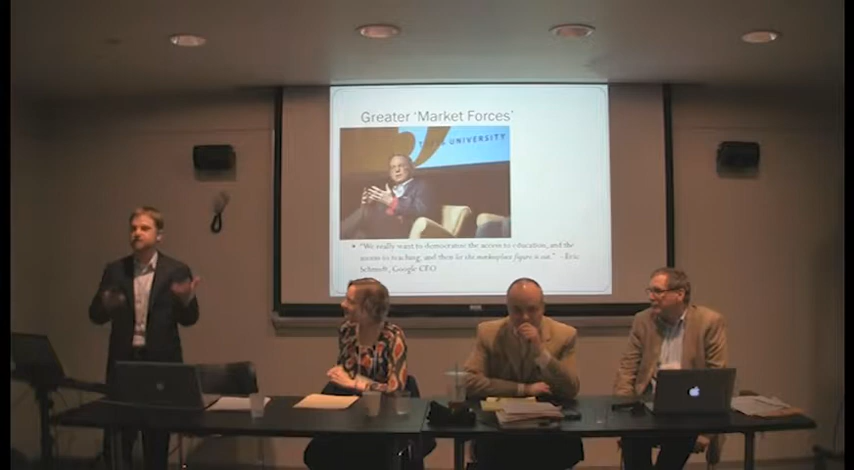 Greater 'Market Forces'
UNIVERSITY
• "We really want to democratize the access to education, and the
access to teaching, and then let the marketplace figure it out." - Eric
Schmidt, Google CEO